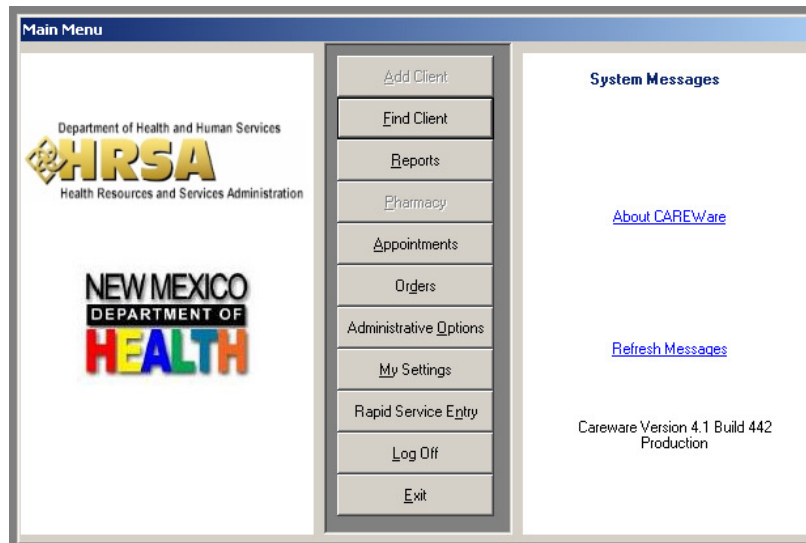 Main Menu
Department of Health and Human Services
HRSA
Health Resources and Services Administration
NEW MEXICO
DEPARTMENT OF
HEALTH
Add Client
Find Client
Reports
Pharmacy
Appointments
Orders
Administrative Options
My Settings
Rapid Service Entry
Log Off
Exit
System Messages
About CAREWare
Refresh Messages
Careware Version 4.1 Build 442
Production